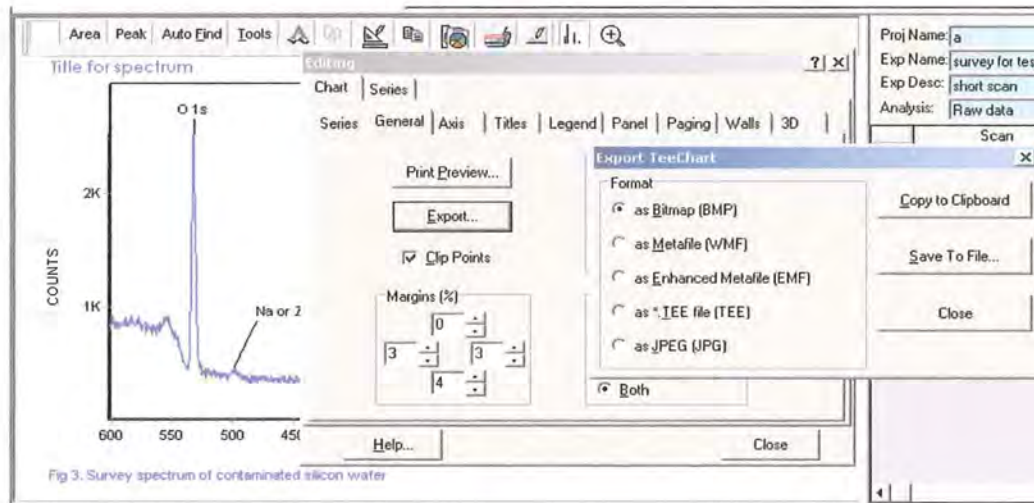 Area Peak Auto Find Tools
Proj Name: a
Exp Name: survey for tes
Exp Desc: short scan
Analysis: Raw data
Scan
Title for spectrum
O 1s
2K
1K
COUNTS
Na or 2
600 550 500 450
Fig 3. Survey spectrum of contaminated silicon water
Editing
Chart Series
Series General Axis Titles Legend Panel Paging Walls 3D
Print Preview...
Export...
Clip Points
Margins (%)
0
3 3
4
Both
Help... Close
Export TeeChart
Format
as Bitmap (BMP)
as Metafile (WMF)
as Enhanced Metafile (EMF)
as *.TEE file (TEE)
as JPEG (JPG)
Copy to Clipboard
Save To File...
Close